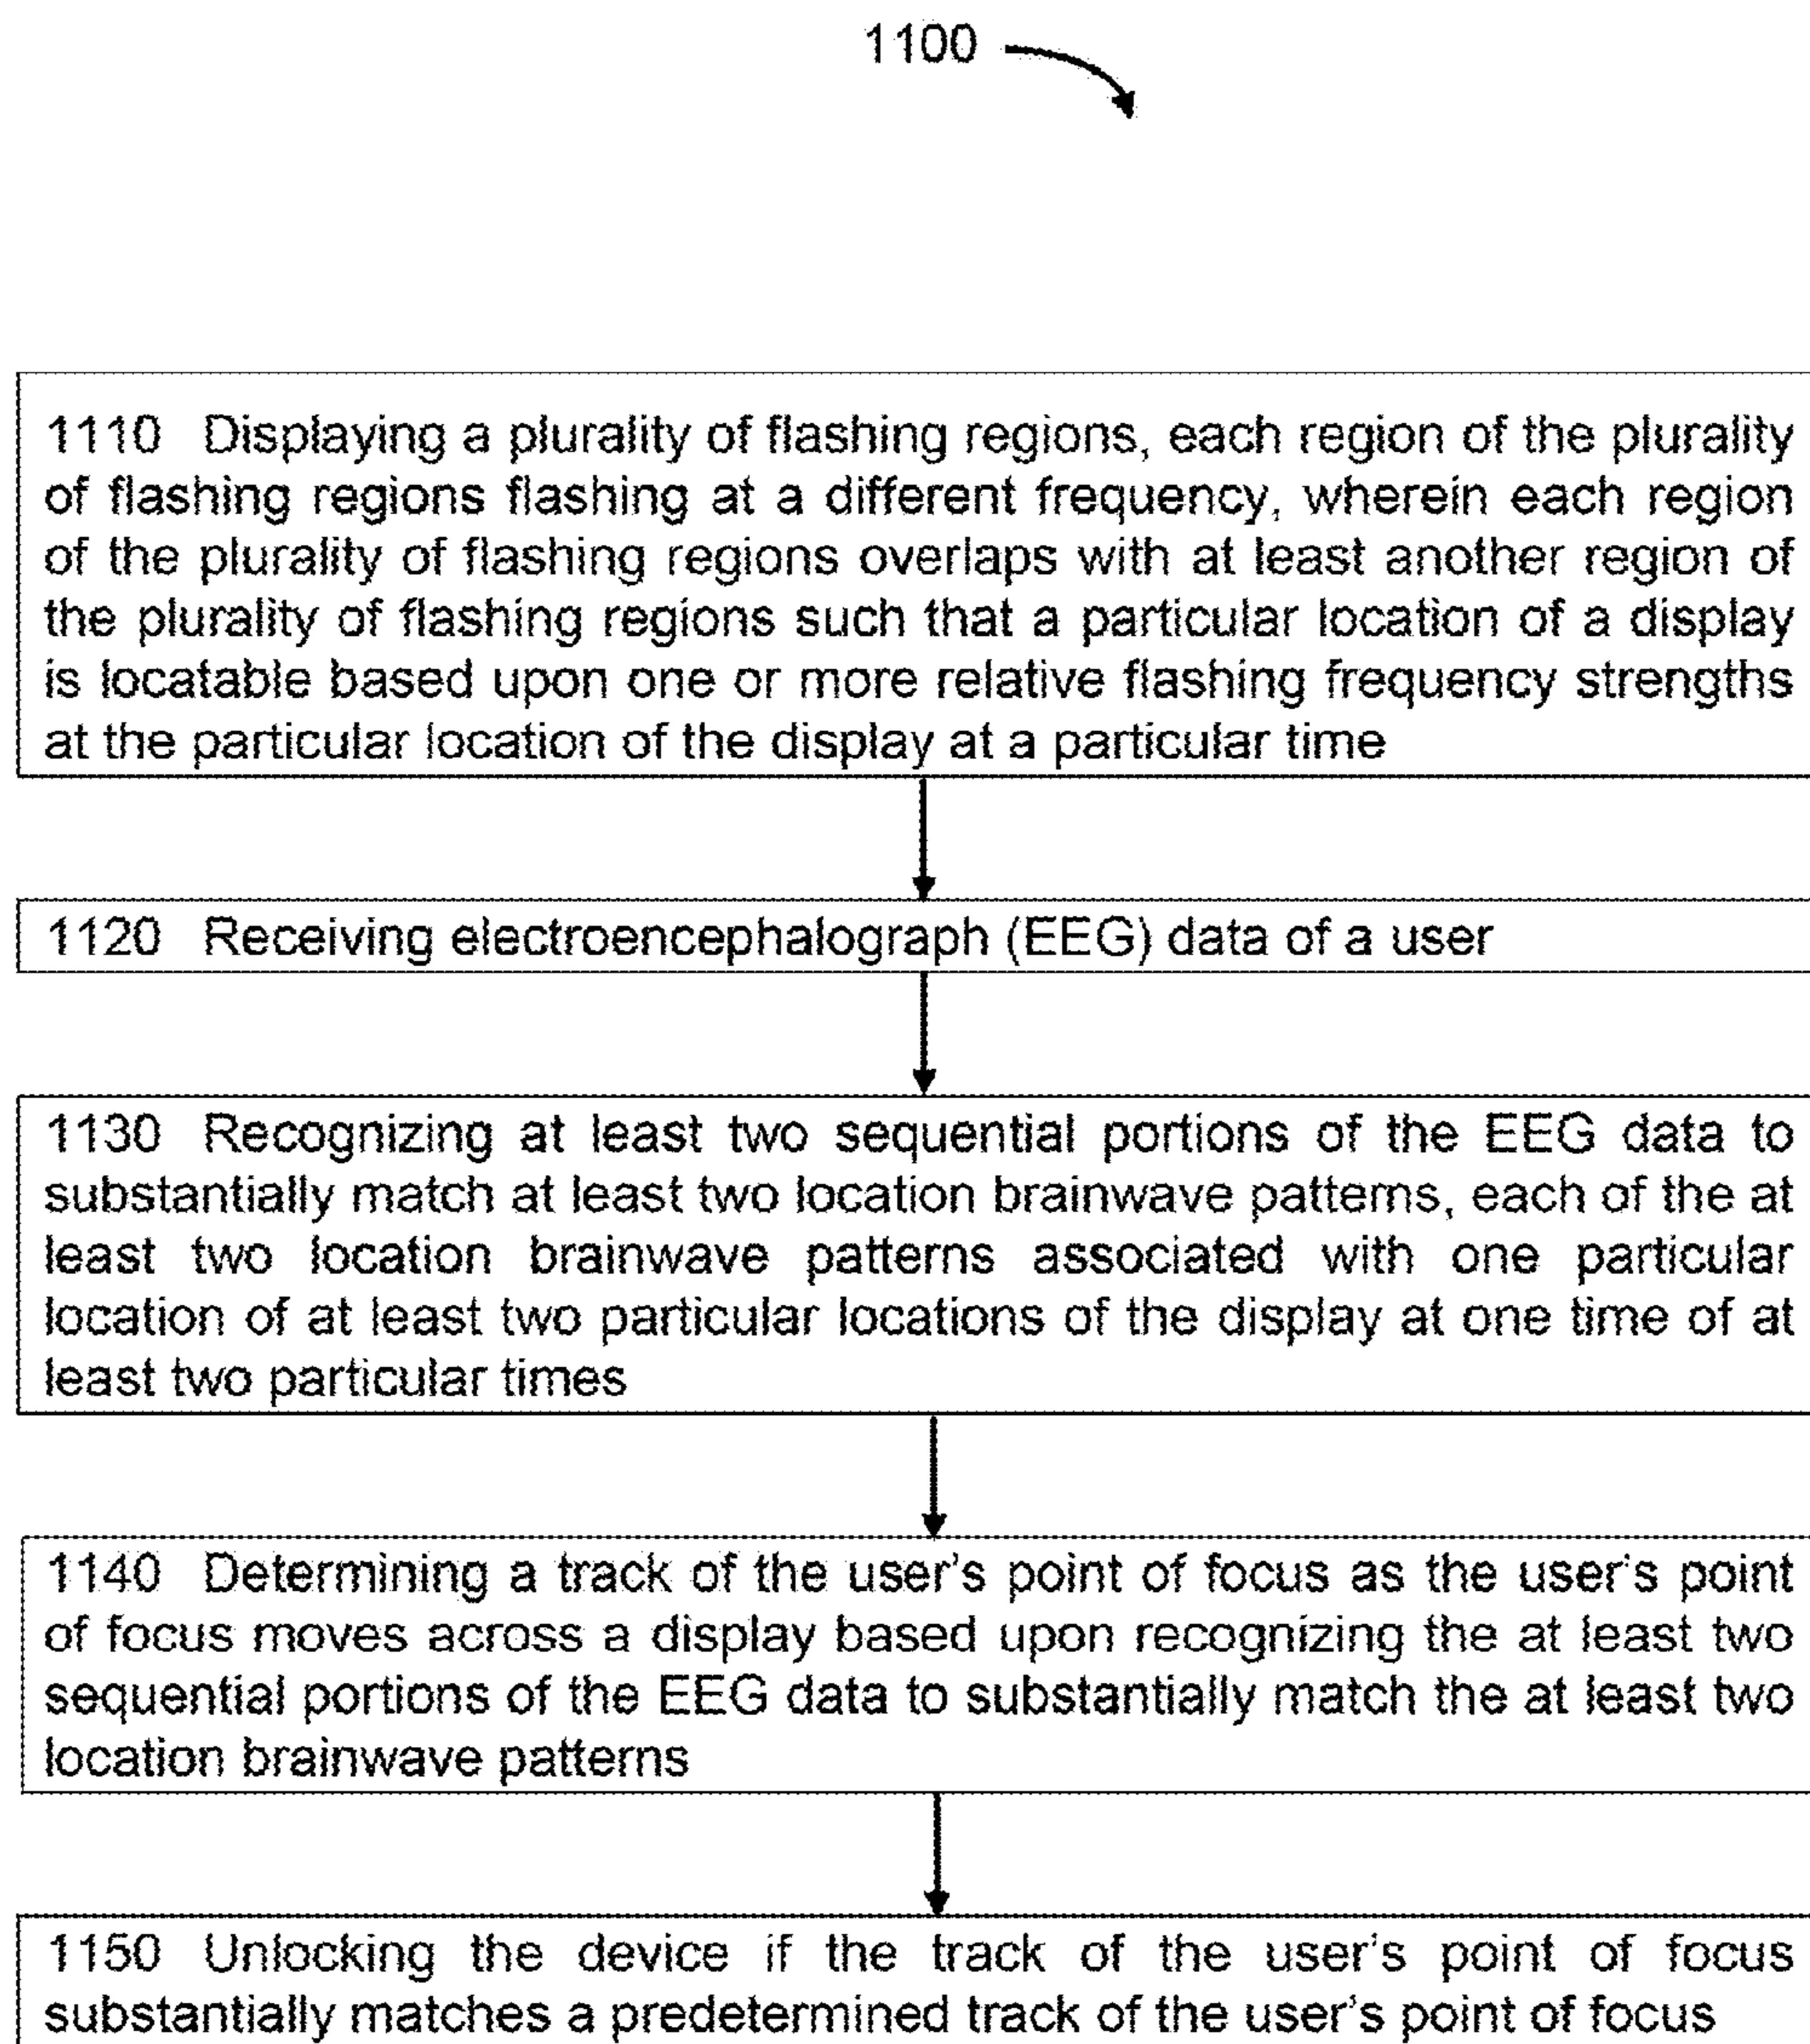 1100
1110 Displaying a plurality of flashing regions, each region of the plurality
of flashing regions flashing at a different frequency, wherein each region
of the plurality of flashing regions overlaps with at least another region of
the plurality of flashing regions such that a particular location of a display
is locatable based upon one or more relative flashing frequency strengths
at the particular location of the display at a particular time
1120 Receiving electroencephalograph (EEG) data of a user
1130 Recognizing at least two sequential portions of the EEG data to
substantially match at least two location brainwave patterns, each of the at
least two location brainwave patterns associated with one particular
location of at least two particular locations of the display at one time of at
least two particular times
1140 Determining a track of the user's point of focus as the user's point
of focus moves across a display based upon recognizing the at least two
sequential portions of the EEG data to substantially match the at least two
location brainwave patterns
1150 Unlocking the device if the track of the user's point of focus
substantially matches a predetermined track of the user's point of focus